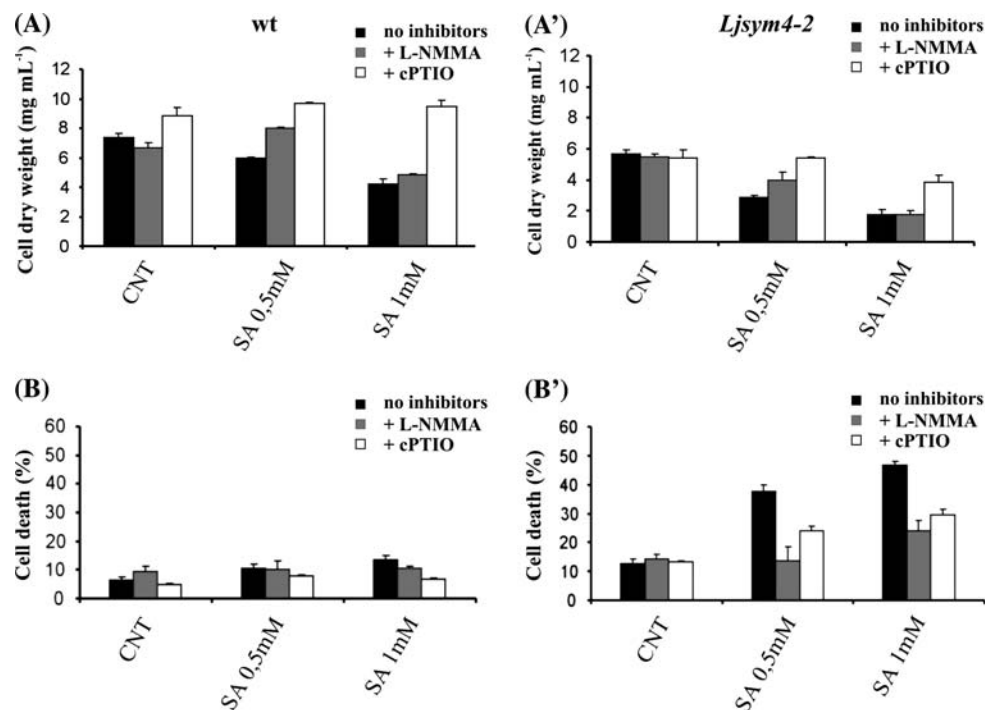 (A)
wt
no inhibitors
+ L-NMMA
+ cPTIO
Cell dry weight (mg mL⁻¹)
12
10
8
6
4
2
0
CNT
SA 0,5mM
SA 1mM
(A’)
Ljsym4-2
no inhibitors
+ L-NMMA
+ cPTIO
Cell dry weight (mg mL⁻¹)
12
10
8
6
4
2
0
CNT
SA 0,5mM
SA 1mM
(B)
no inhibitors
+ L-NMMA
+ cPTIO
Cell death (%)
60
50
40
30
20
10
0
CNT
SA 0,5mM
SA 1mM
(B’)
no inhibitors
+ L-NMMA
+ cPTIO
Cell death (%)
60
50
40
30
20
10
0
CNT
SA 0,5mM
SA 1mM